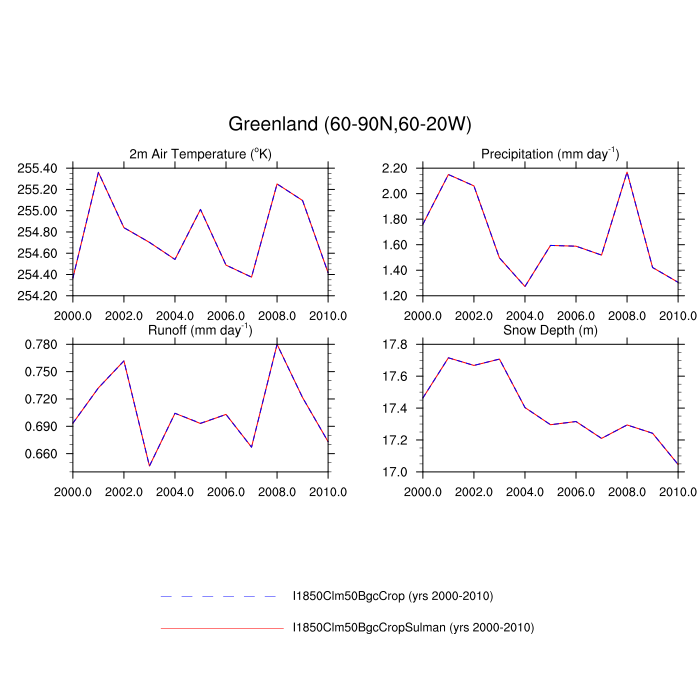 Greenland (60-90N,60-20W)
2m Air Temperature (°K)
255.40
255.20
255.00
254.80
254.60
254.40
254.20
2000.0 2002.0 2004.0 2006.0 2008.0 2010.0
Precipitation (mm day⁻¹)
2.20
2.00
1.80
1.60
1.40
1.20
2000.0 2002.0 2004.0 2006.0 2008.0 2010.0
Runoff (mm day⁻¹)
0.780
0.750
0.720
0.690
0.660
2000.0 2002.0 2004.0 2006.0 2008.0 2010.0
Snow Depth (m)
17.8
17.6
17.4
17.2
17.0
2000.0 2002.0 2004.0 2006.0 2008.0 2010.0
I1850Clm50BgcCrop (yrs 2000-2010)
I1850Clm50BgcCropSulman (yrs 2000-2010)